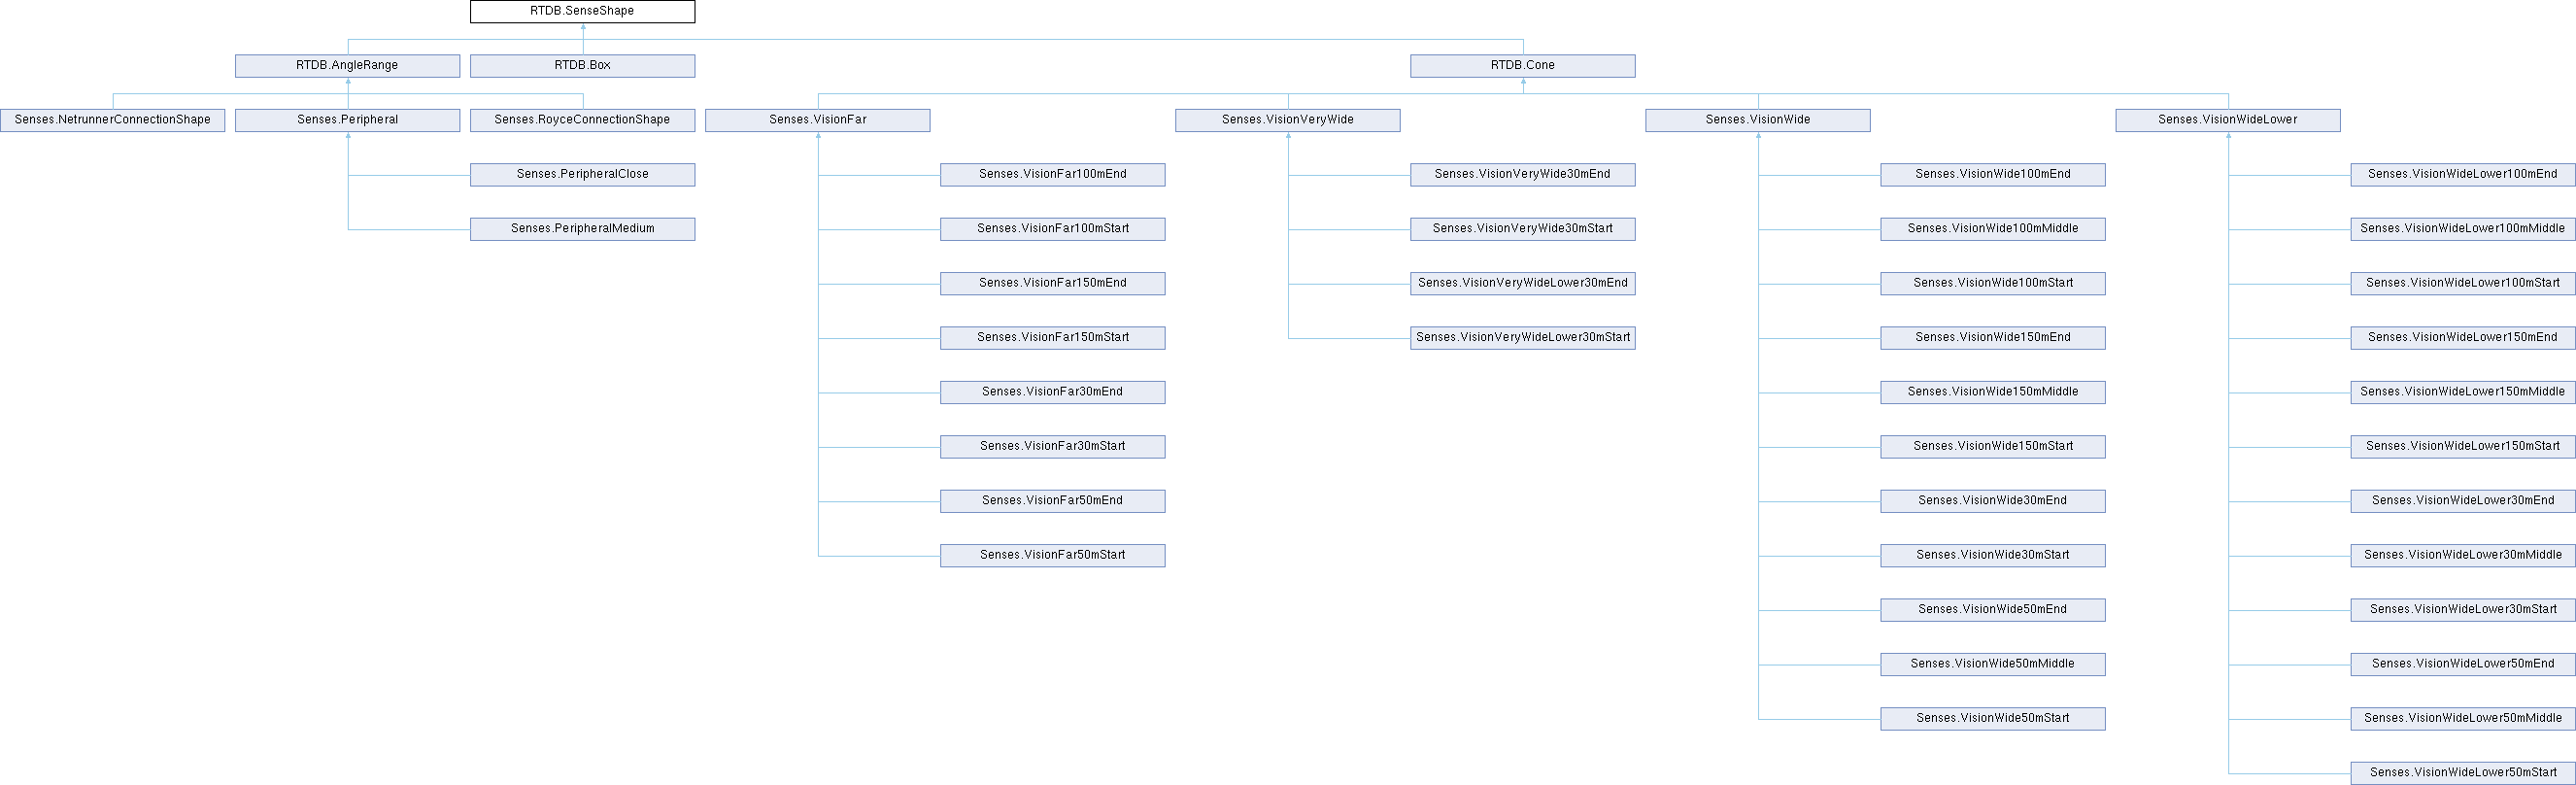 RTDB.SenseShape
RTDB.AngleRange
RTDB.Box
RTDB.Cone
Senses.NetrunnerConnectionShape
Senses.Peripheral
Senses.RoyceConnectionShape
Senses.VisionFar
Senses.VisionVeryWide
Senses.VisionWide
Senses.VisionWideLower
Senses.PeripheralClose
Senses.VisionFar100mEnd
Senses.VisionVeryWide30mEnd
Senses.VisionWide100mEnd
Senses.VisionWideLower100mEnd
Senses.PeripheralMedium
Senses.VisionFar100mStart
Senses.VisionVeryWide30mStart
Senses.VisionWide100mMiddle
Senses.VisionWideLower100mMiddle
Senses.VisionFar150mEnd
Senses.VisionVeryWideLower30mEnd
Senses.VisionWide100mStart
Senses.VisionWideLower100mStart
Senses.VisionFar150mStart
Senses.VisionVeryWideLower30mStart
Senses.VisionWide150mEnd
Senses.VisionWideLower150mEnd
Senses.VisionFar30mEnd
Senses.VisionWide150mMiddle
Senses.VisionWideLower150mMiddle
Senses.VisionFar30mStart
Senses.VisionWide150mStart
Senses.VisionWideLower150mStart
Senses.VisionFar50mEnd
Senses.VisionWide30mEnd
Senses.VisionWideLower30mEnd
Senses.VisionFar50mStart
Senses.VisionWide30mStart
Senses.VisionWideLower30mMiddle
Senses.VisionWide50mEnd
Senses.VisionWideLower30mStart
Senses.VisionWide50mMiddle
Senses.VisionWideLower50mEnd
Senses.VisionWide50mStart
Senses.VisionWideLower50mMiddle
Senses.VisionWideLower50mStart